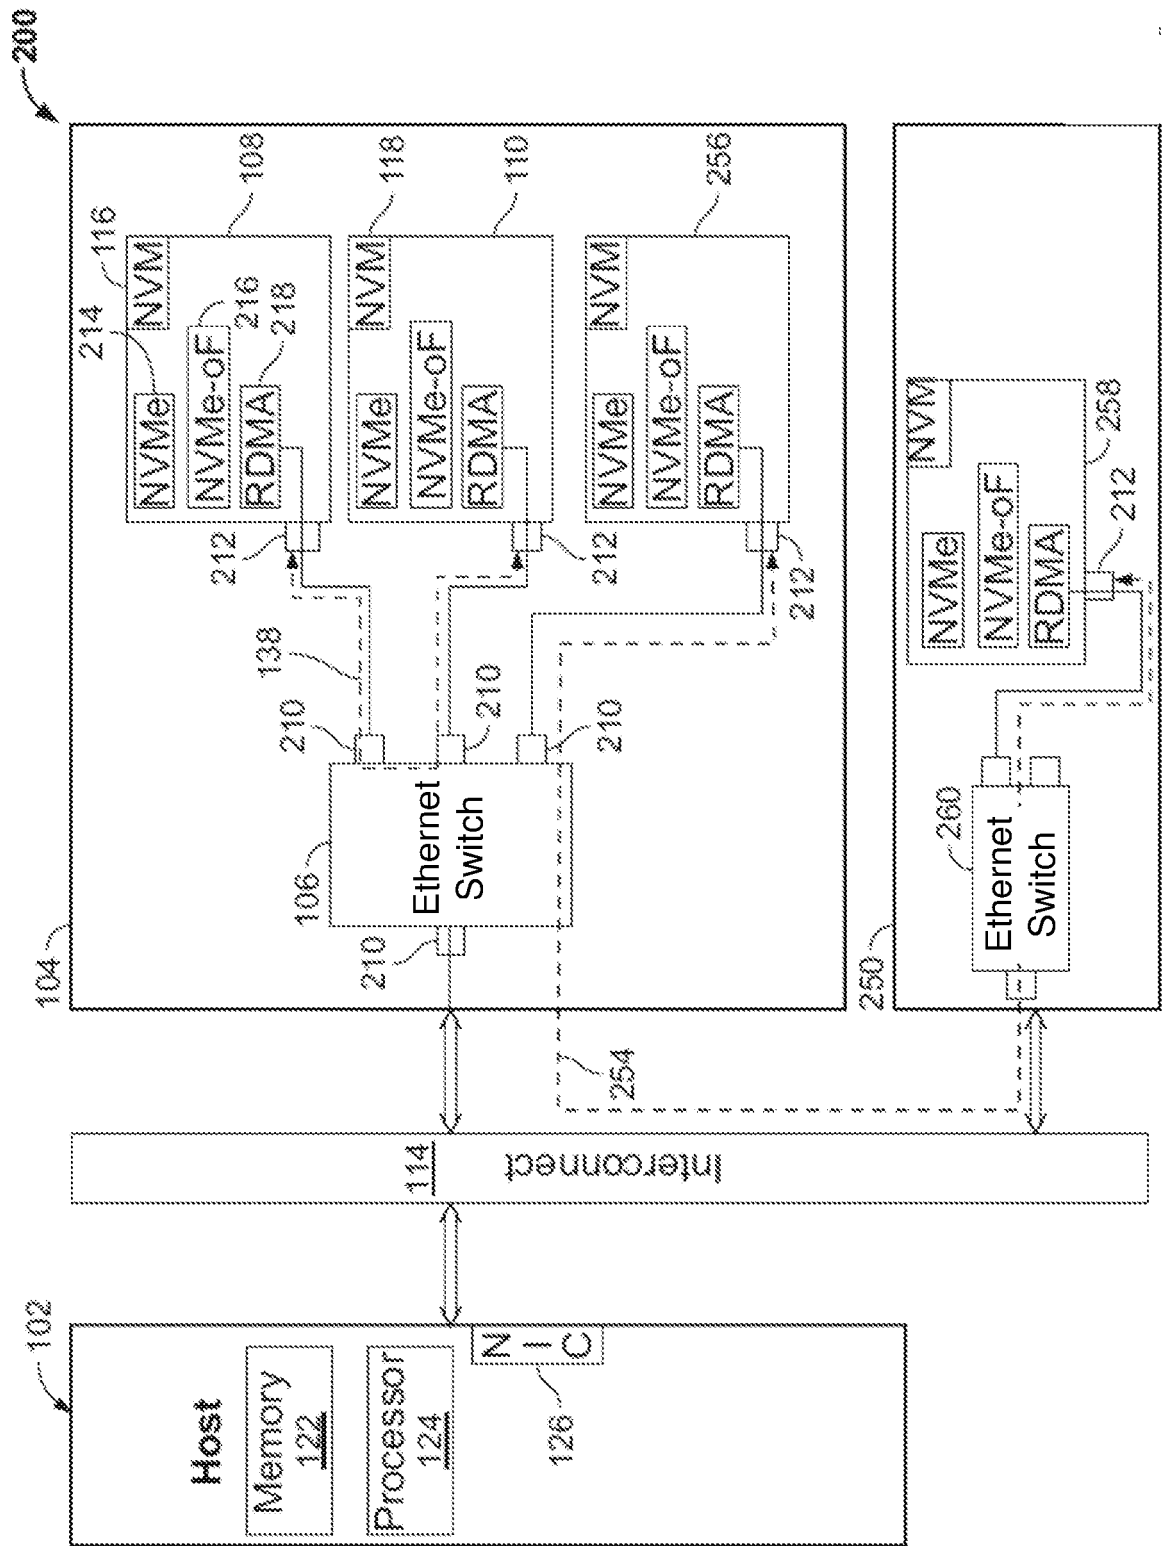 200
102
Host
Memory
122
Processor
124
NIC
126
114
Interconnect
104
106
Ethernet
Switch
210
210
210
210
138
254
212
212
212
214
116
NVMe
NVM
108
NVMe-oF
216
RDMA
218
118
NVMe
NVM
NVMe-oF
110
RDMA
NVMe
NVM
NVMe-oF
256
RDMA
250
260
Ethernet
Switch
NVMe
NVM
NVMe-oF
RDMA
258
212